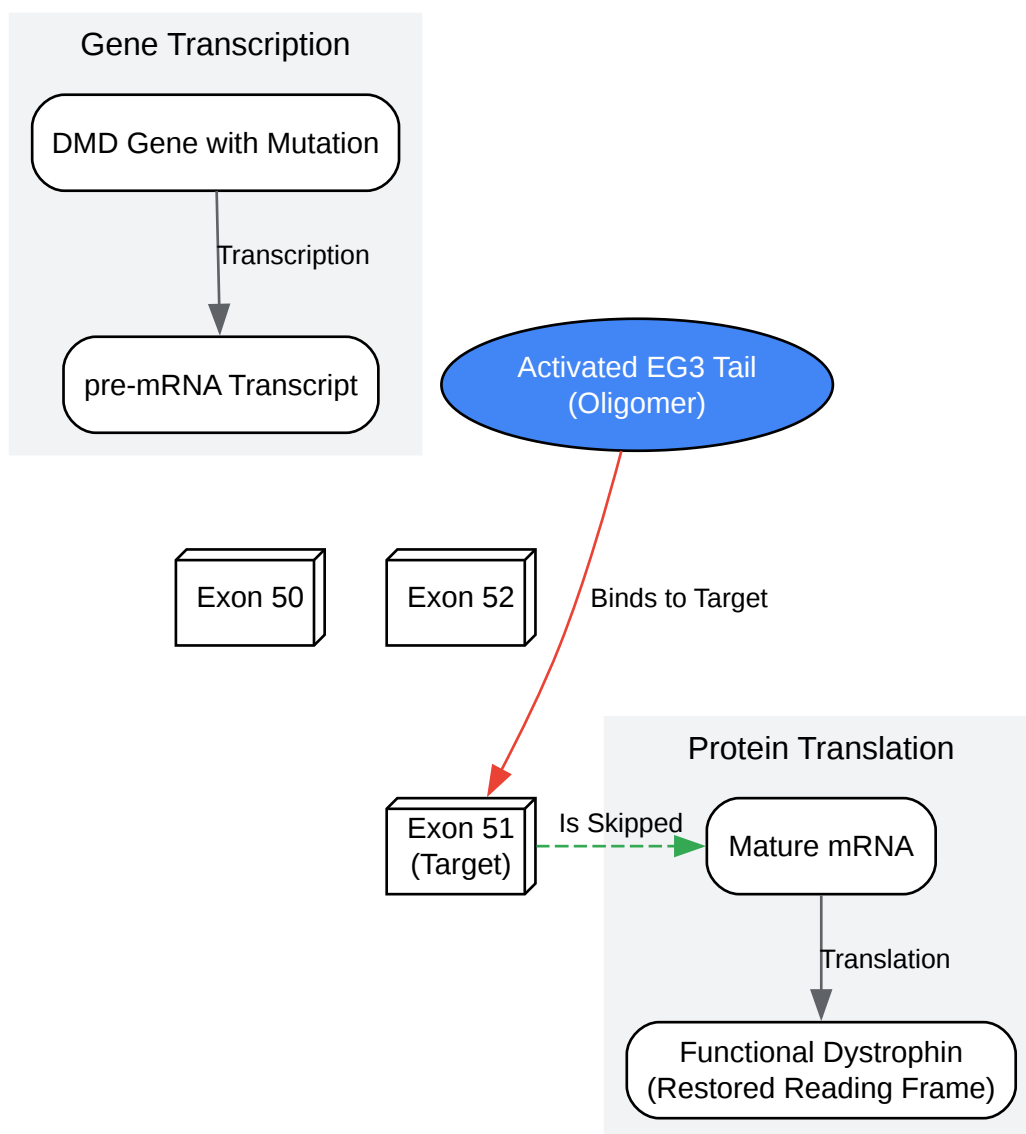 Gene Transcription
DMD Gene with Mutation
Transcription
pre-mRNA Transcript
Activated EG3 Tail
(Oligomer)
Exon 50
Exon 52
Binds to Target
Protein Translation
Exon 51
(Target)
Is Skipped
Mature mRNA
Translation
Functional Dystrophin
(Restored Reading Frame)